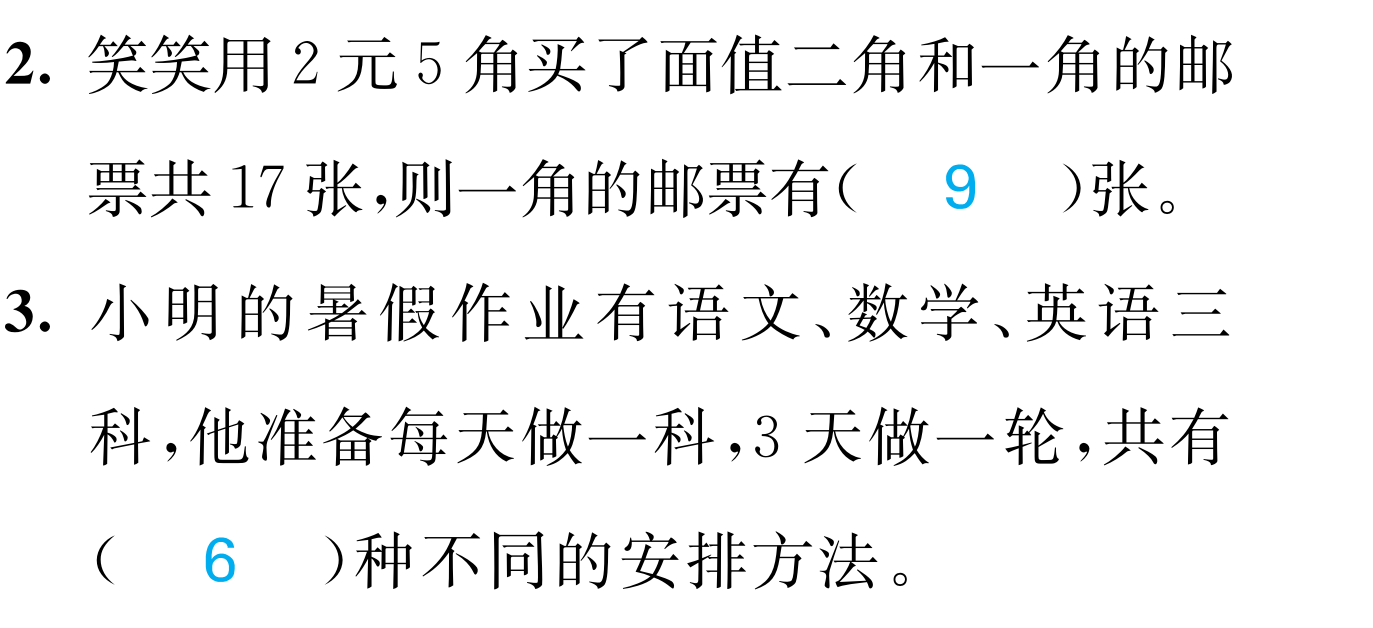 2. 笑笑用 2 元 5 角买了面值二角和一角的邮
票共 17 张,则一角的邮票有( 9 )张。
3. 小明的暑假作业有语文、数学、英语三
科,他准备每天做一科,3 天做一轮,共有
( 6 )种不同的安排方法。